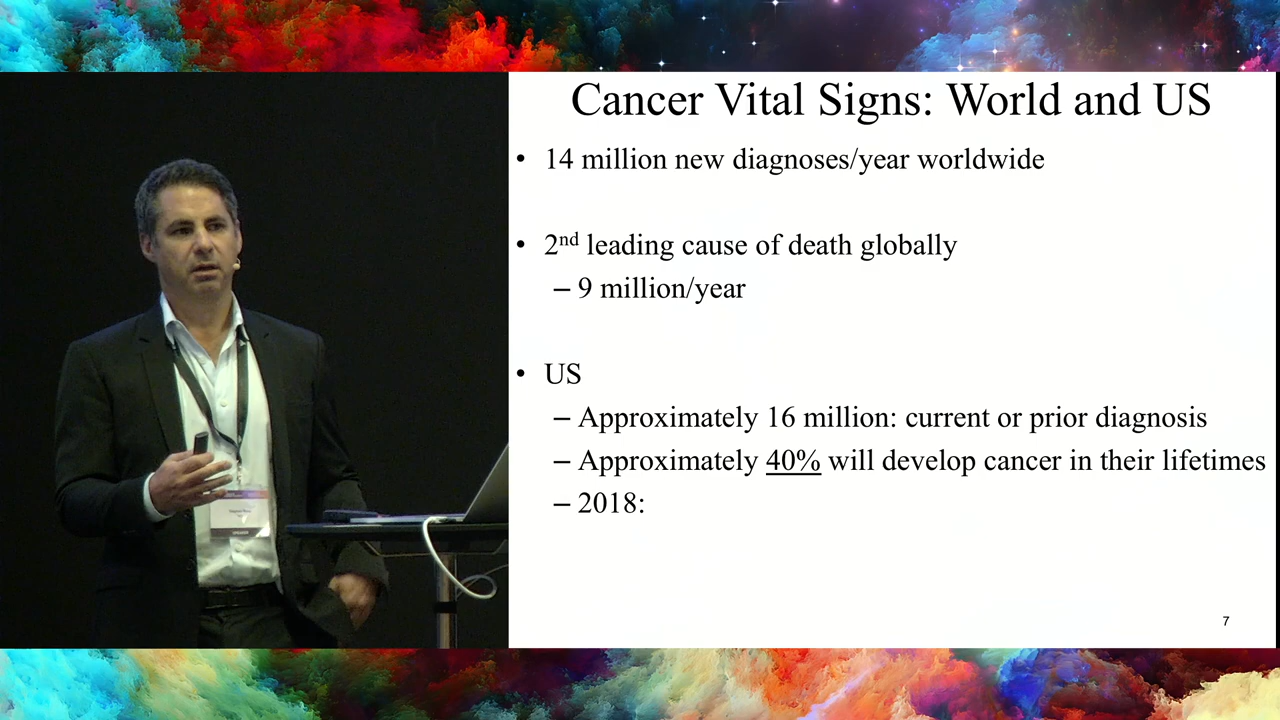 Cancer Vital Signs: World and US
• 14 million new diagnoses/year worldwide
• 2nd leading cause of death globally
– 9 million/year
• US
– Approximately 16 million: current or prior diagnosis
– Approximately 40% will develop cancer in their lifetimes
– 2018:
7